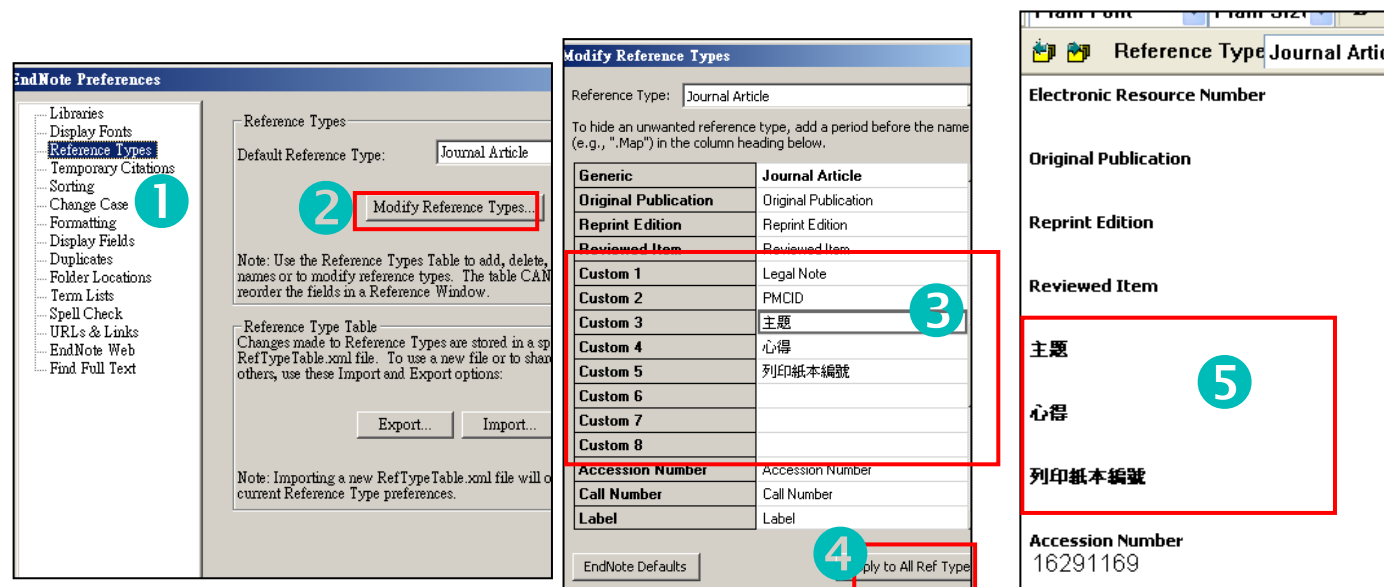 EndNote Preferences
Libraries
Display Fonts
Reference Types
Temporary Citations
Sorting
Change Case
Formatting
Display Fields
Duplicates
Folder Locations
Term Lists
Spell Check
URLs & Links
EndNote Web
Find Full Text
1
Reference Types
Default Reference Type: Journal Article
2
Modify Reference Types...
Note: Use the Reference Types Table to add, delete,
names or to modify reference types. The table CAN
reorder the fields in a Reference Window.
Reference Type Table
Changes made to Reference Types are stored in a sp
RefTypeTable.xml file. To use a new file or to shar
others, use these Import and Export options:
Export... Import...
Note: Importing a new RefTypeTable.xml file will o
current Reference Type preferences.
Modify Reference Types
Reference Type: Journal Article
To hide an unwanted reference type, add a period before the name
(e.g., ".Map") in the column heading below.
Generic Journal Article
Original Publication Original Publication
Reprint Edition Reprint Edition
Reviewed Item Reviewed Item
Custom 1 Legal Note
Custom 2 PMCID
Custom 3 主題
Custom 4 心得
Custom 5 列印紙本編號
Custom 6
Custom 7
Custom 8
3
Accession Number Accession Number
Call Number Call Number
Label Label
4
EndNote Defaults ply to All Ref Type
Plain Font Plain Size
Reference Type Journal Artic
Electronic Resource Number
Original Publication
Reprint Edition
Reviewed Item
主題
心得
列印紙本編號
5
Accession Number
16291169